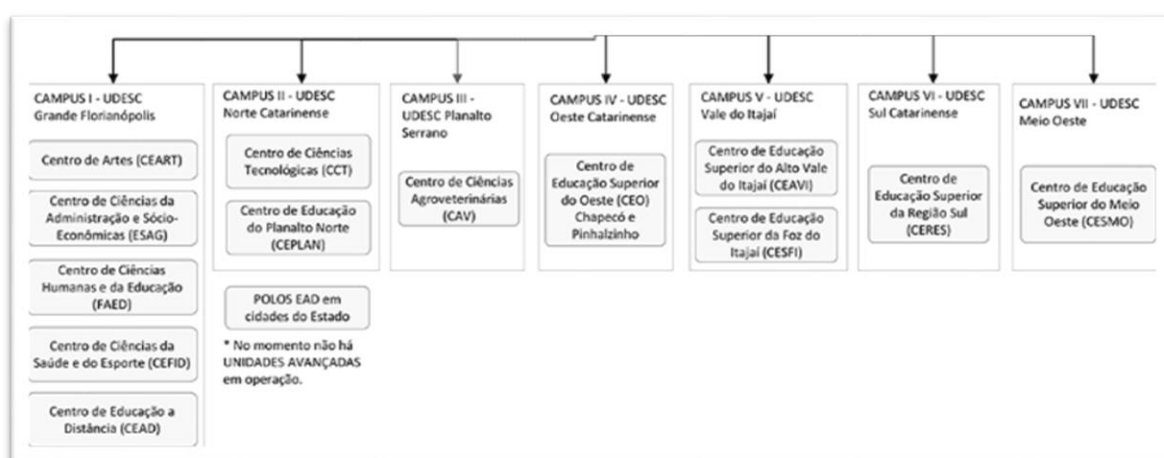 CAMPUS I - UDESC
Grande Florianópolis
Centro de Artes (CEART)
Centro de Ciências da
Administração e Sócio-
Econômicas (ESAG)
Centro de Ciências
Humanas e da Educação
(FAED)
Centro de Ciências da
Saúde e do Esporte (CEFID)
Centro de Educação a
Distância (CEAD)
CAMPUS II - UDESC
Norte Catarinense
Centro de Ciências
Tecnológicas (CCT)
Centro de Educação
do Planalto Norte
(CEPLAN)
POLOS EAD em
cidades do Estado
* No momento não há
UNIDADES AVANÇADAS
em operação.
CAMPUS III -
UDESC Planalto
Serrano
Centro de Ciências
Agroveterinárias
(CAV)
CAMPUS IV - UDESC
Oeste Catarinense
Centro de
Educação Superior
do Oeste (CEO)
Chapecó e
Pinhalzinho
CAMPUS V - UDESC
Vale do Itajaí
Centro de Educação
Superior do Alto Vale
do Itajaí (CEAVI)
Centro de Educação
Superior da Foz do
Itajaí (CESFI)
CAMPUS VI - UDESC
Sul Catarinense
Centro de
Educação Superior
da Região Sul
(CERES)
CAMPUS VII - UDESC
Meio Oeste
Centro de Educação
Superior do Meio
Oeste (CESMO)